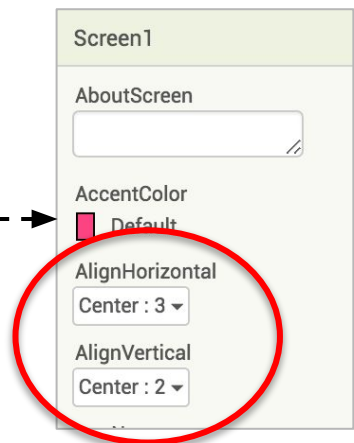 Screen1
AboutScreen
AccentColor
Default
AlignHorizontal
Center : 3
AlignVertical
Center : 2